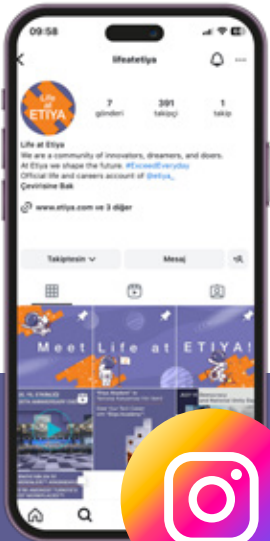 09:58
lifeatetiya
Life
at
ETIYA
7
391
1
gönderi
takipçi
takip
Life at Etiya
We are a community of innovators, dreamers, and doers.
At Etiya we shape the future. #ExceedEveryday
Official life and careers account of @etiya_
Çevirisine Bak
www.etiya.com ve 3 diğer
Takiptesin
Mesaj
Meet Life at ETIYA!